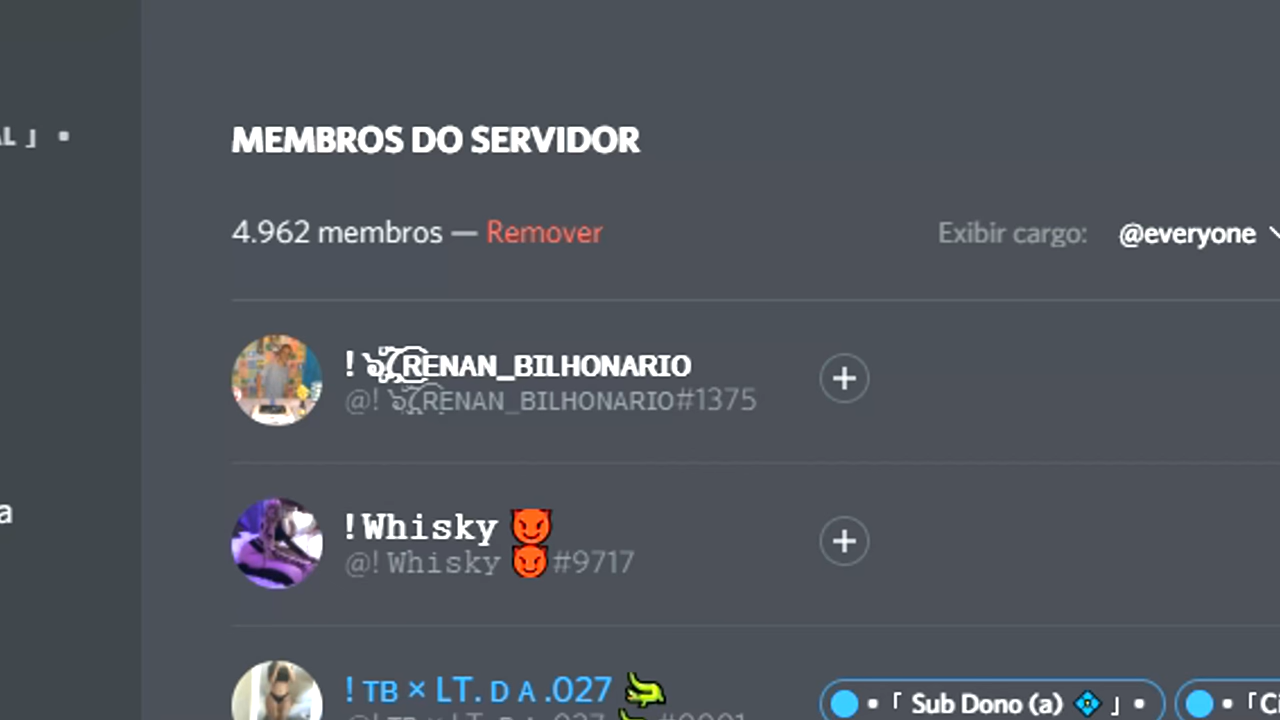 AL 」 •
MEMBROS DO SERVIDOR
4.962 membros — Remover
Exibir cargo: @everyone
! RENAN_BILHONARIO
@! RENAN_BILHONARIO#1375
a
!Whisky 😈
@! Whisky 😈#9717
! TB × LT. D A .027 🐊
• 「 Sub Dono (a) 💠 」 •